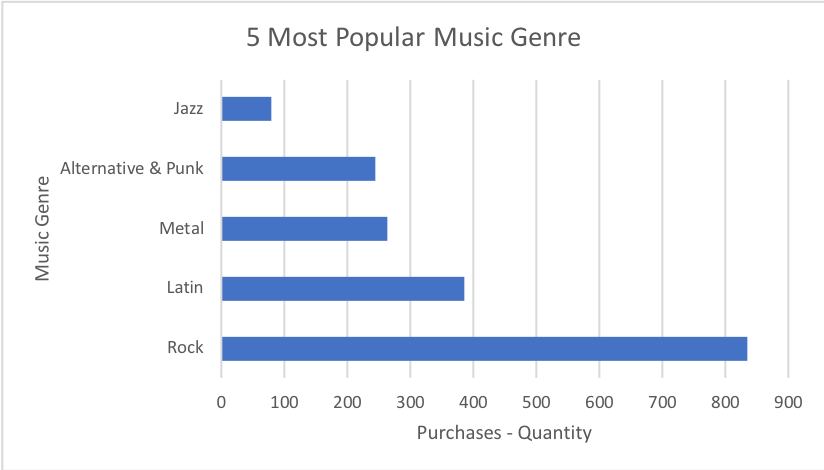 5 Most Popular Music Genre
Music Genre
Jazz
Alternative & Punk
Metal
Latin
Rock
0 100 200 300 400 500 600 700 800 900
Purchases - Quantity